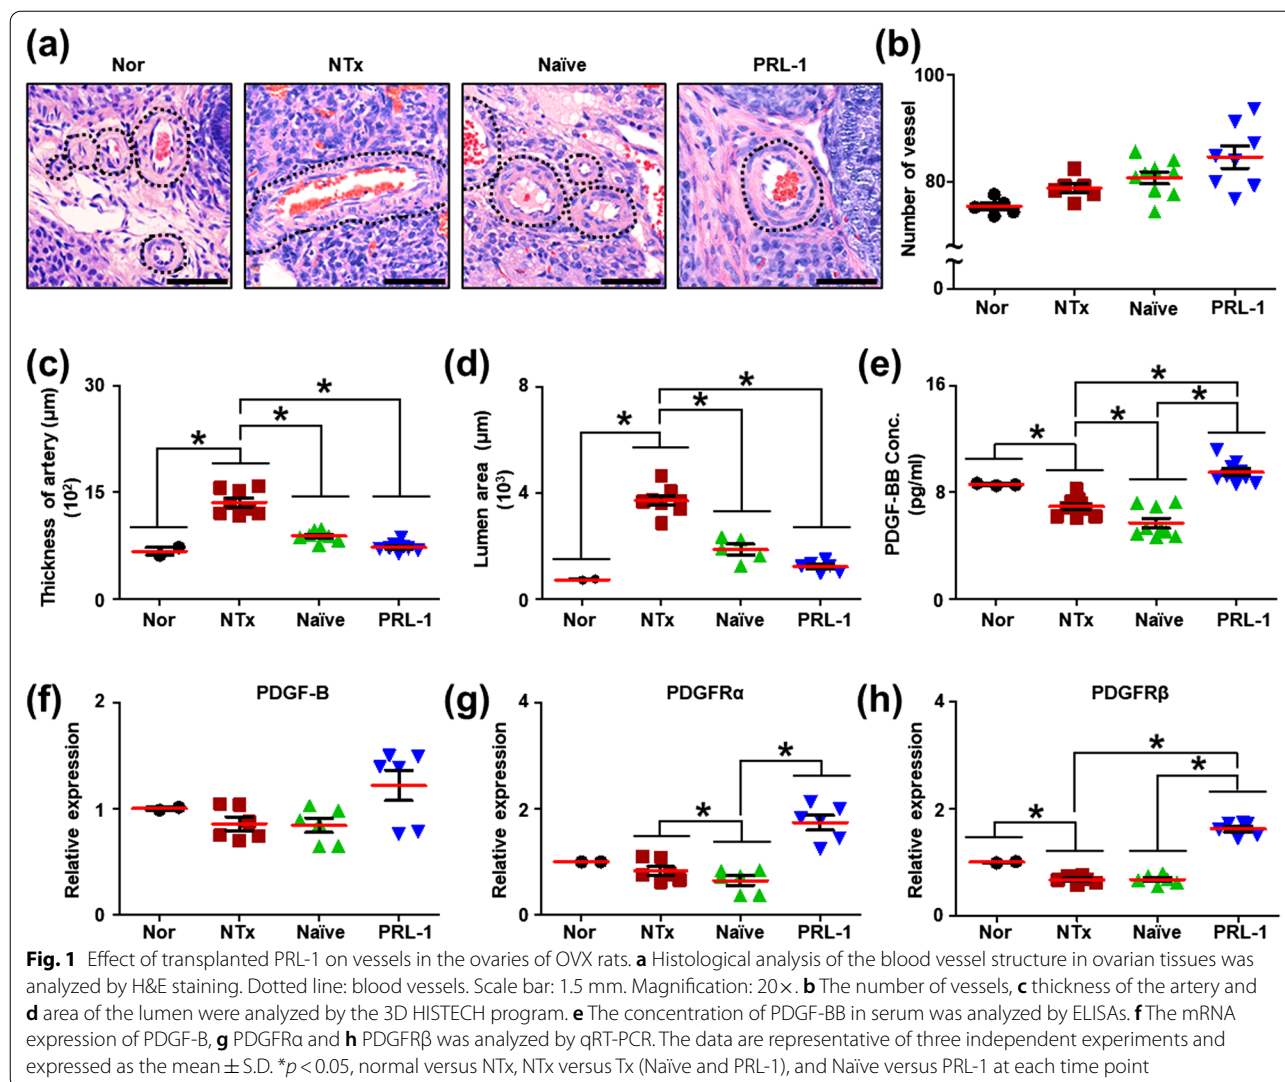 (a)
Nor
NTx
Naïve
PRL-1
(b)
Number of vessel
100
80
0
Nor
NTx
Naïve
PRL-1
(c)
Thickness of artery (μm)
(10²)
30
15
0
*
*
*
Nor
NTx
Naïve
PRL-1
(d)
Lumen area (μm)
(10³)
8
4
0
*
*
*
Nor
NTx
Naïve
PRL-1
(e)
PDGF-BB Conc.
(pg/ml)
16
8
0
*
*
*
*
Nor
NTx
Naïve
PRL-1
(f)
PDGF-B
Relative expression
2
1
0
Nor
NTx
Naïve
PRL-1
(g)
PDGFRα
Relative expression
4
2
0
*
*
Nor
NTx
Naïve
PRL-1
(h)
PDGFRβ
Relative expression
4
2
0
*
*
*
Nor
NTx
Naïve
PRL-1
Fig. 1 Effect of transplanted PRL-1 on vessels in the ovaries of OVX rats. a Histological analysis of the blood vessel structure in ovarian tissues was
analyzed by H&E staining. Dotted line: blood vessels. Scale bar: 1.5 mm. Magnification: 20×. b The number of vessels, c thickness of the artery and
d area of the lumen were analyzed by the 3D HISTECH program. e The concentration of PDGF-BB in serum was analyzed by ELISAs. f The mRNA
expression of PDGF-B, g PDGFRα and h PDGFRβ was analyzed by qRT-PCR. The data are representative of three independent experiments and
expressed as the mean ± S.D. *p < 0.05, normal versus NTx, NTx versus Tx (Naïve and PRL-1), and Naïve versus PRL-1 at each time point